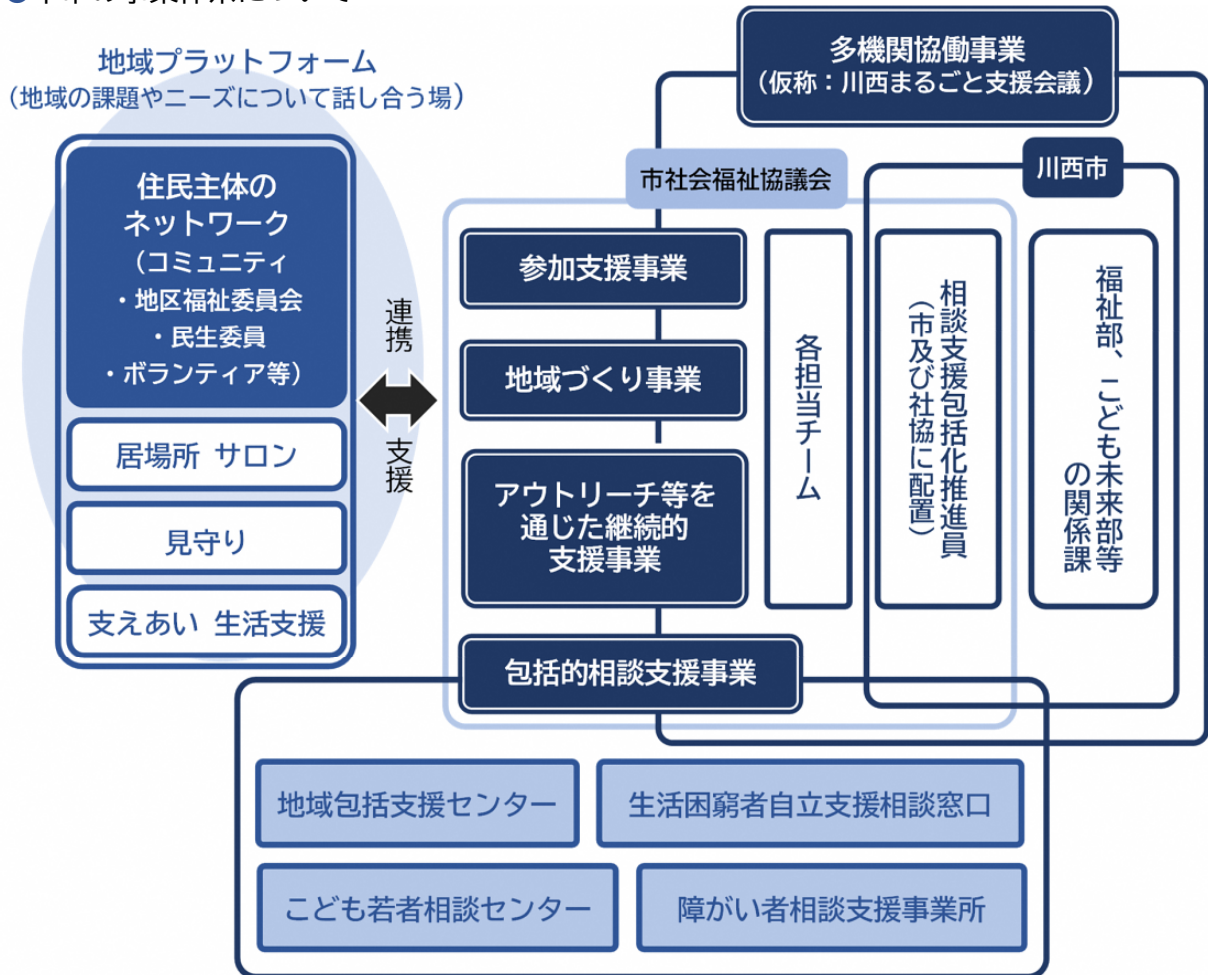 地域プラットフォーム
(地域の課題やニーズについて話し合う場)
住民主体の
ネットワーク
(コミュニティ
・地区福祉委員会
・民生委員
・ボランティア等)
居場所 サロン
見守り
支えあい 生活支援
連携
支援
多機関協働事業
(仮称:川西まるごと支援会議)
市社会福祉協議会
川西市
参加支援事業
地域づくり事業
アウトリーチ等を
通じた継続的
支援事業
各担当チーム
相談支援包括化推進員
(市及び社協に配置)
福祉部、こども未来部等
の関係課
包括的相談支援事業
地域包括支援センター
生活困窮者自立支援相談窓口
こども若者相談センター
障がい者相談支援事業所